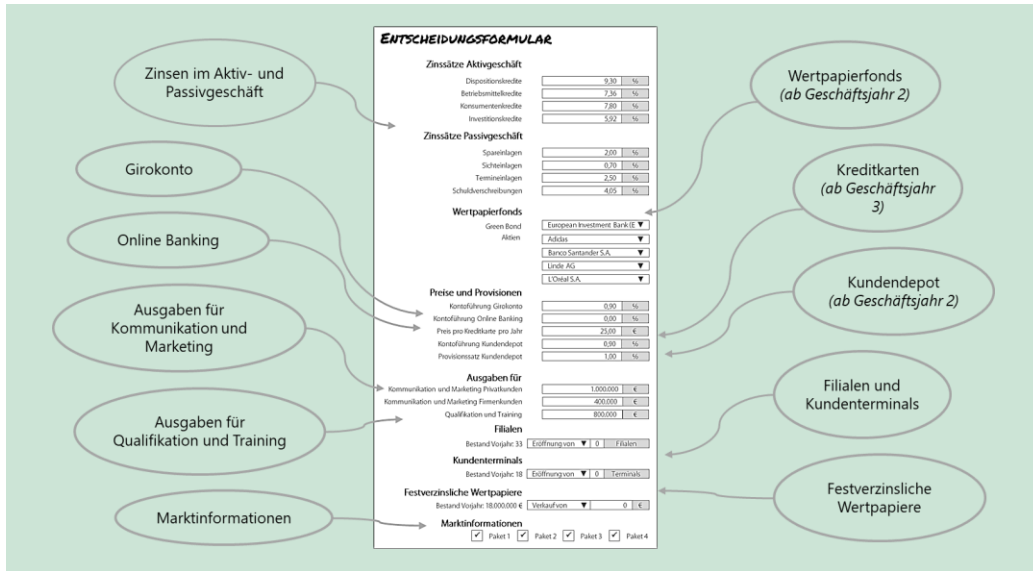 ENTSCHEIDUNGSFORMULAR
Zinssätze Aktivgeschäft
Dispositionskredite 9,30 %
Betriebsmittelkredite 7,36 %
Konsumentenkredite 7,80 %
Investitionskredite 5,92 %
Zinssätze Passivgeschäft
Spareinlagen 2,00 %
Sichteinlagen 0,70 %
Termineinlagen 2,50 %
Schuldverschreibungen 4,05 %
Wertpapierfonds
Green Bond European Investment Bank (E ▼
Aktien Adidas ▼
Banco Santander S.A. ▼
Linde AG ▼
L'Oréal S.A. ▼
Preise und Provisionen
Kontoführung Girokonto 0,90 %
Kontoführung Online Banking 0,00 %
Preis pro Kreditkarte pro Jahr 25,00 €
Kontoführung Kundendepot 0,90 %
Provisionssatz Kundendepot 1,00 %
Ausgaben für
Kommunikation und Marketing Privatkunden 1.000.000 €
Kommunikation und Marketing Firmenkunden 400.000 €
Qualifikation und Training 800.000 €
Filialen
Bestand Vorjahr: 33 Eröffnung von ▼ 0 Filialen
Kundenterminals
Bestand Vorjahr: 18 Eröffnung von ▼ 0 Terminals
Festverzinsliche Wertpapiere
Bestand Vorjahr: 18.000.000 € Verkauf von ▼ 0 €
Marktinformationen
Paket 1 Paket 2 Paket 3 Paket 4
Zinsen im Aktiv- und
Passivgeschäft
Girokonto
Online Banking
Ausgaben für
Kommunikation und
Marketing
Ausgaben für
Qualifikation und Training
Marktinformationen
Wertpapierfonds
(ab Geschäftsjahr 2)
Kreditkarten
(ab Geschäftsjahr
3)
Kundendepot
(ab Geschäftsjahr 2)
Filialen und
Kundenterminals
Festverzinsliche
Wertpapiere